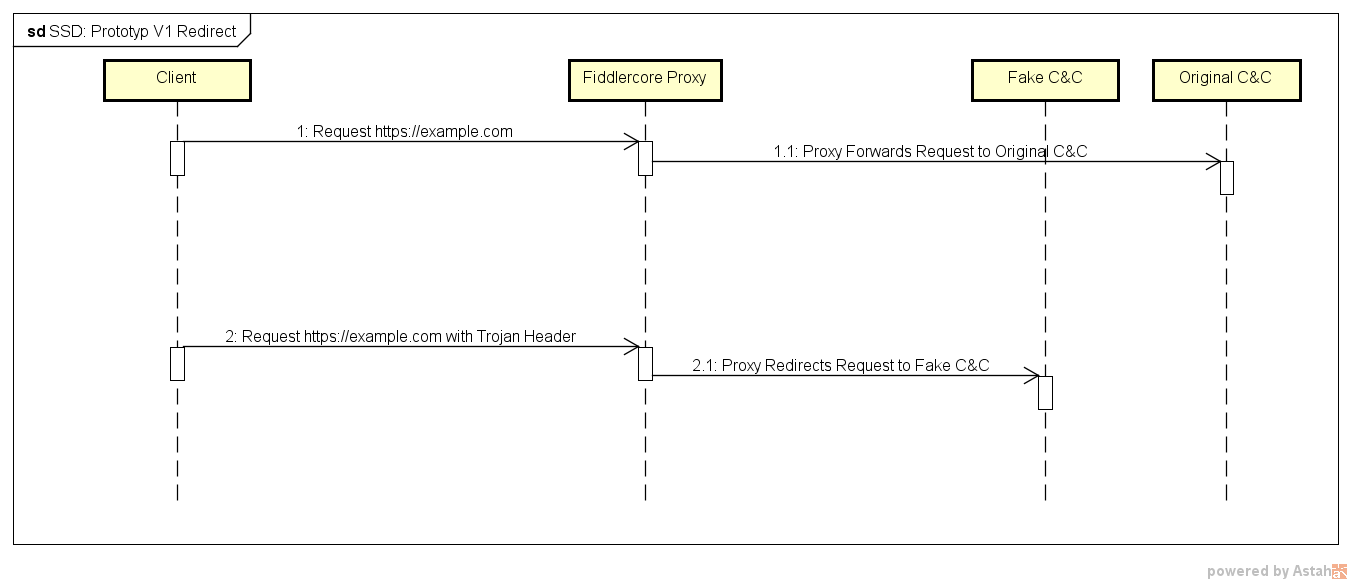 sd SSD: Prototyp V1 Redirect
Client
Fiddlercore Proxy
Fake C&C
Original C&C
1: Request https://example.com
1.1: Proxy Forwards Request to Original C&C
2: Request https://example.com with Trojan Header
2.1: Proxy Redirects Request to Fake C&C
powered by Astah